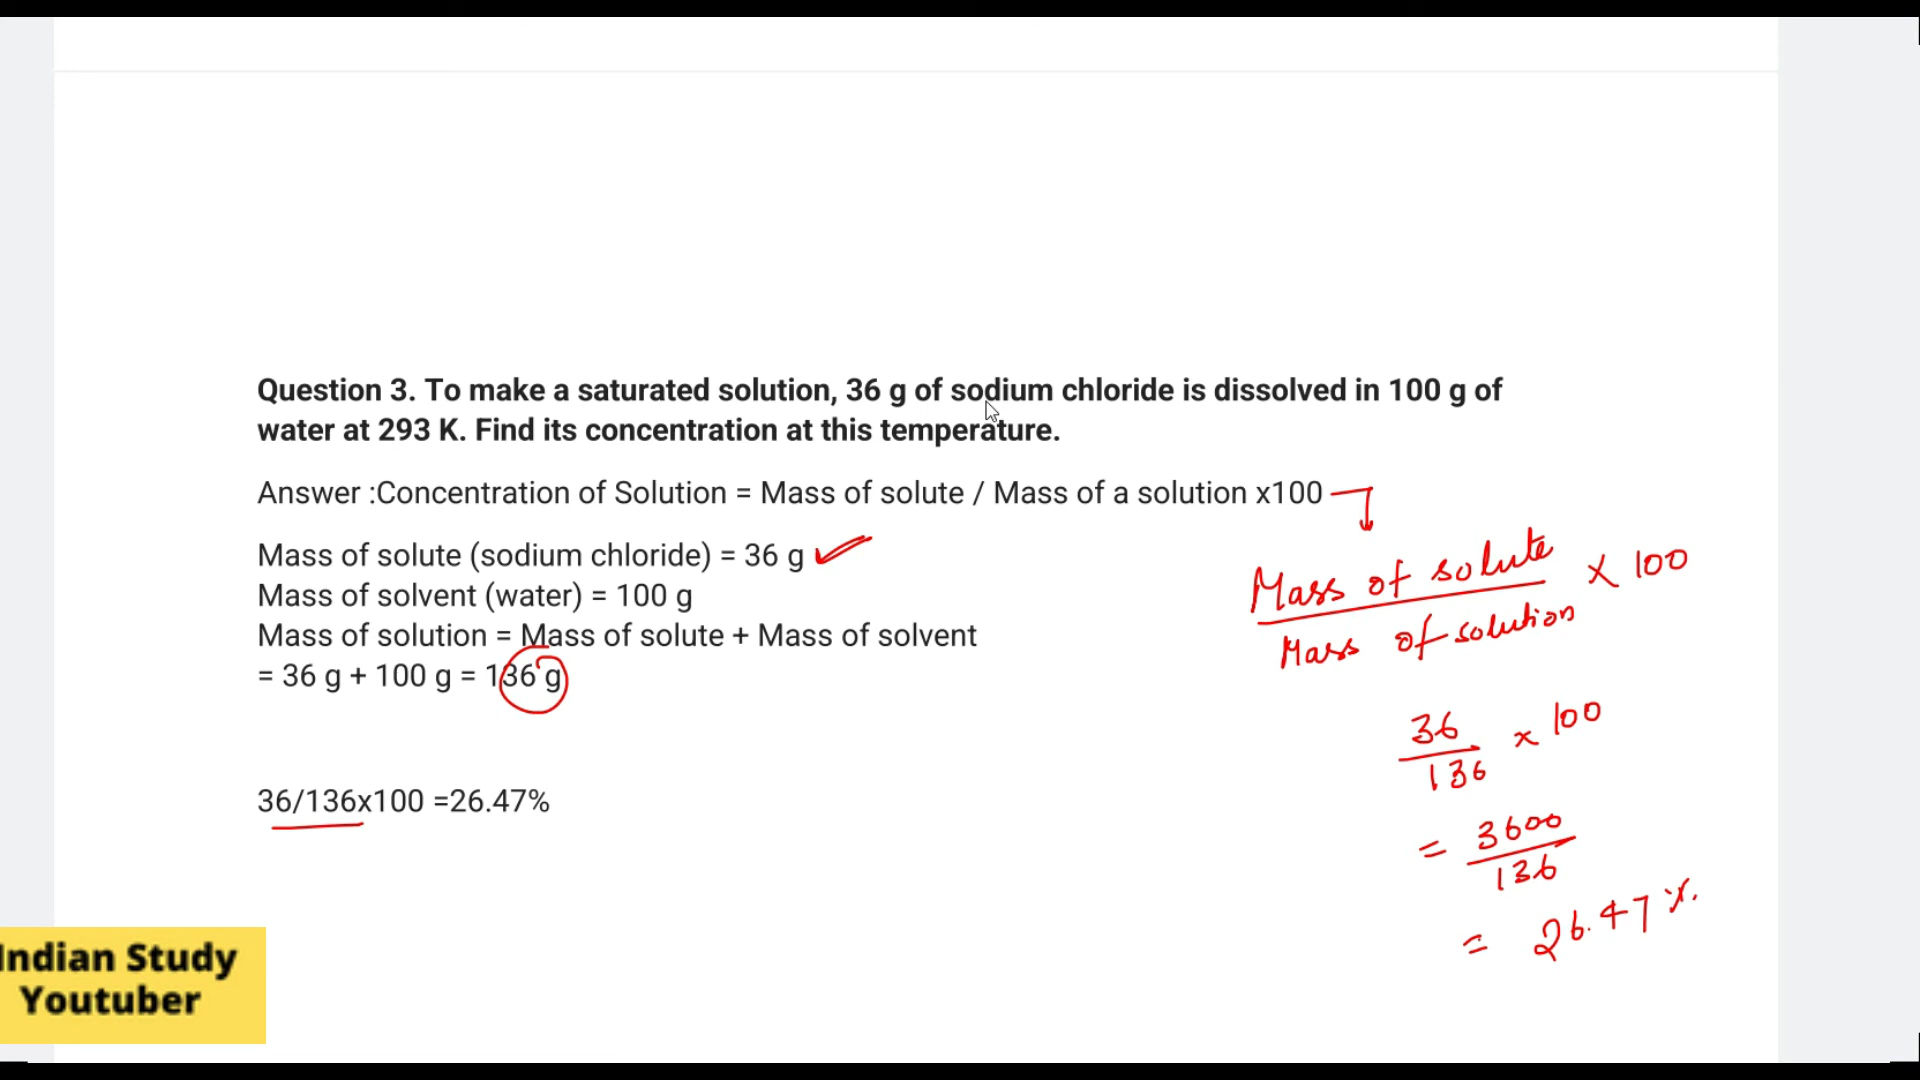 Question 3. To make a saturated solution, 36 g of sodium chloride is dissolved in 100 g of
water at 293 K. Find its concentration at this temperature.
Answer :Concentration of Solution = Mass of solute / Mass of a solution x100
Mass of solute (sodium chloride) = 36 g
Mass of solvent (water) = 100 g
Mass of solution = Mass of solute + Mass of solvent
= 36 g + 100 g = 136 g
36/136x100 =26.47%
Mass of solute
× 100
Mass of solution
36
× 100
136
= 3600
136
= 26.47 %.
Indian Study
Youtuber